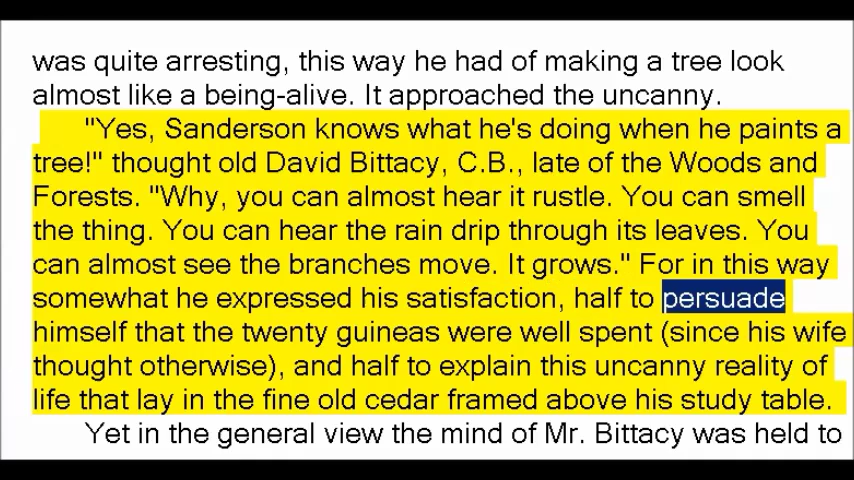 was quite arresting, this way he had of making a tree look
almost like a being-alive. It approached the uncanny.
"Yes, Sanderson knows what he's doing when he paints a
tree!" thought old David Bittacy, C.B., late of the Woods and
Forests. "Why, you can almost hear it rustle. You can smell
the thing. You can hear the rain drip through its leaves. You
can almost see the branches move. It grows." For in this way
somewhat he expressed his satisfaction, half to persuade
himself that the twenty guineas were well spent (since his wife
thought otherwise), and half to explain this uncanny reality of
life that lay in the fine old cedar framed above his study table.
Yet in the general view the mind of Mr. Bittacy was held to